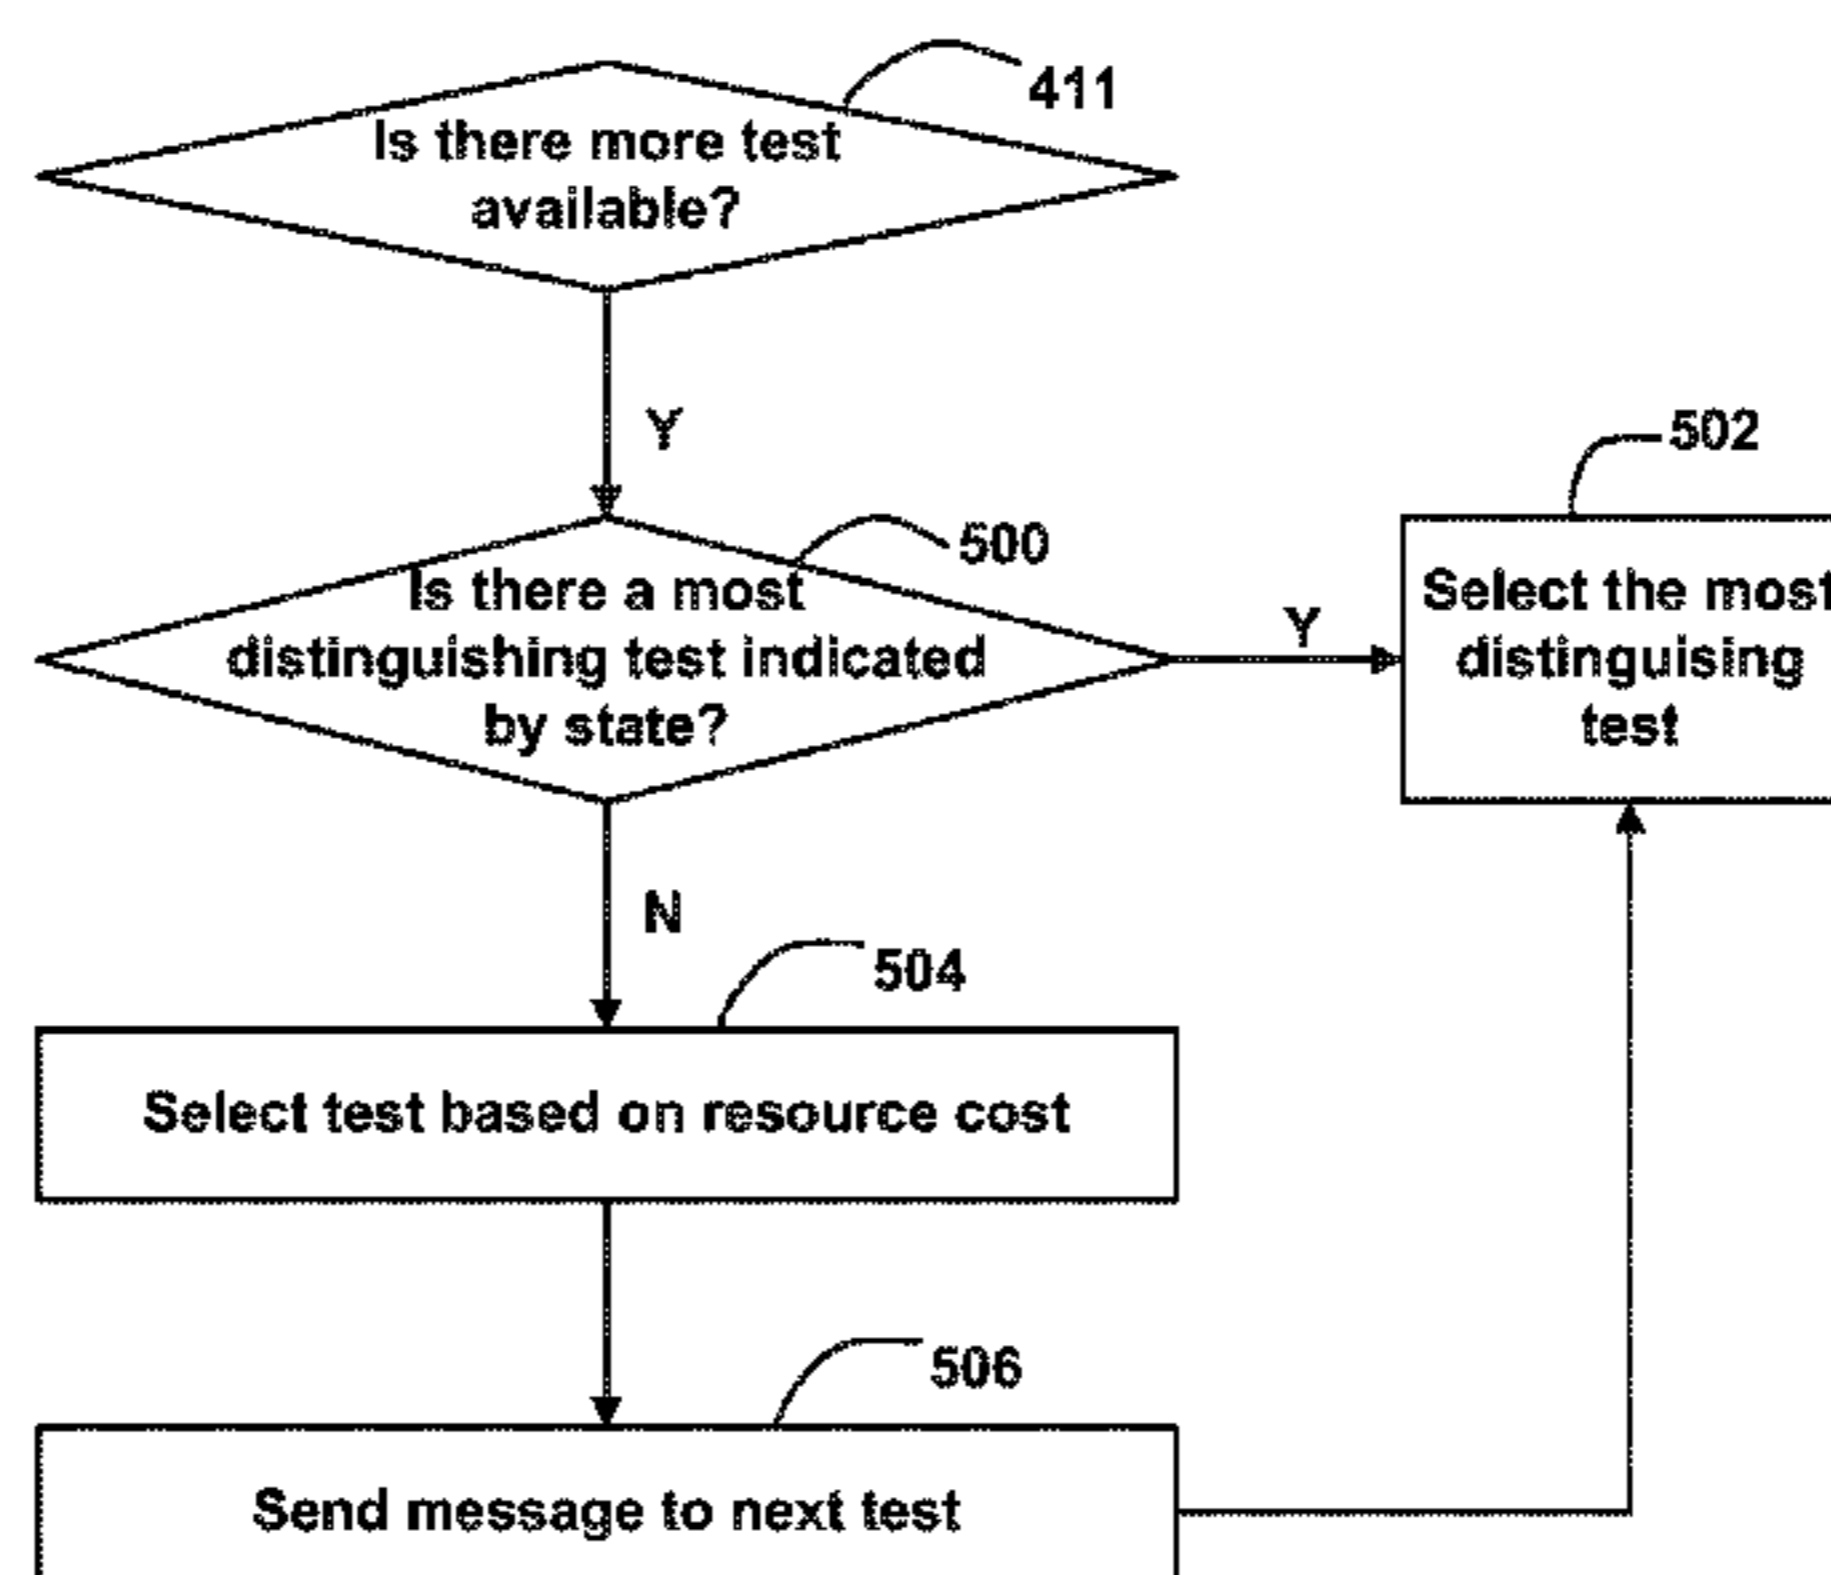 411
Is there more test
available?
Y
502
500
Is there a most
distinguishing test indicated
by state?
Y
Select the most
distinguising
test
N
504
Select test based on resource cost
506
Send message to next test